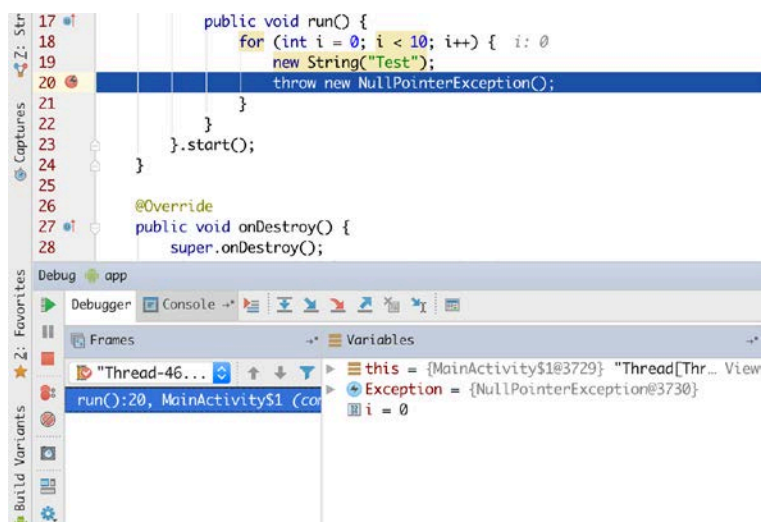 Z: Str
Captures
2: Favorites
Build Variants
17 public void run() {
18 for (int i = 0; i < 10; i++) { i: 0
19 new String("Test");
20 throw new NullPointerException();
21 }
22 }
23 }.start();
24 }
25
26 @Override
27 public void onDestroy() {
28 super.onDestroy();
Debug app
Debugger Console
Frames Variables
"Thread-46... this = {MainActivity$1@3729} "Thread[Thr... View
run():20, MainActivity$1 (con Exception = {NullPointerException@3730}
i = 0